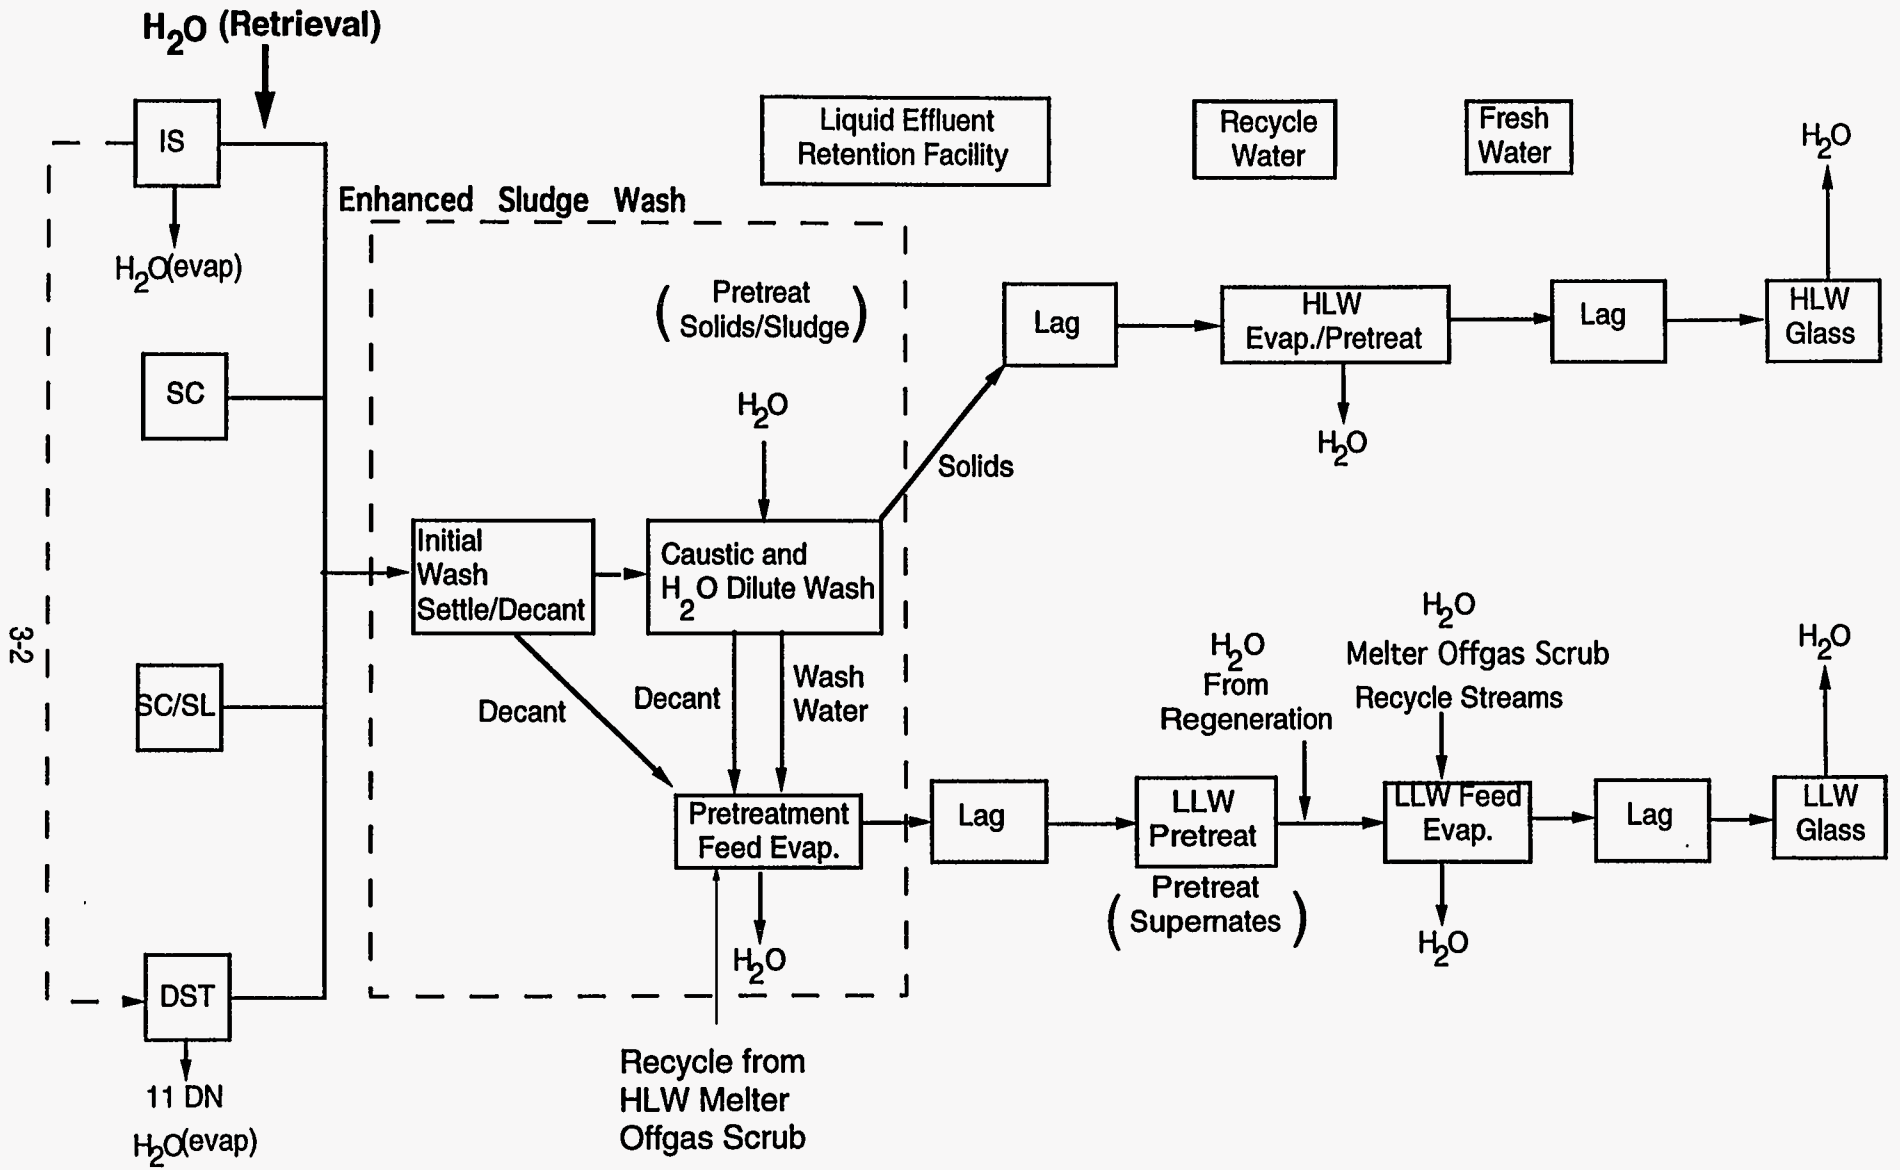 H2O (Retrieval)
IS
H2O(evap)
SC
SC/SL
DST
11 DN
H2O(evap)
3-2
Liquid Effluent
Retention Facility
Recycle
Water
Fresh
Water
Enhanced Sludge Wash
(Pretreat
Solids/Sludge)
H2O
Initial
Wash
Settle/Decant
Caustic and
H2O Dilute Wash
Solids
Decant
Decant
Wash
Water
Pretreatment
Feed Evap.
H2O
Recycle from
HLW Melter
Offgas Scrub
Lag
HLW
Evap./Pretreat
H2O
Lag
HLW
Glass
H2O
Lag
LLW
Pretreat
(Pretreat
Supernates)
H2O
From
Regeneration
H2O
Melter Offgas Scrub
Recycle Streams
LLW Feed
Evap.
H2O
Lag
LLW
Glass
H2O